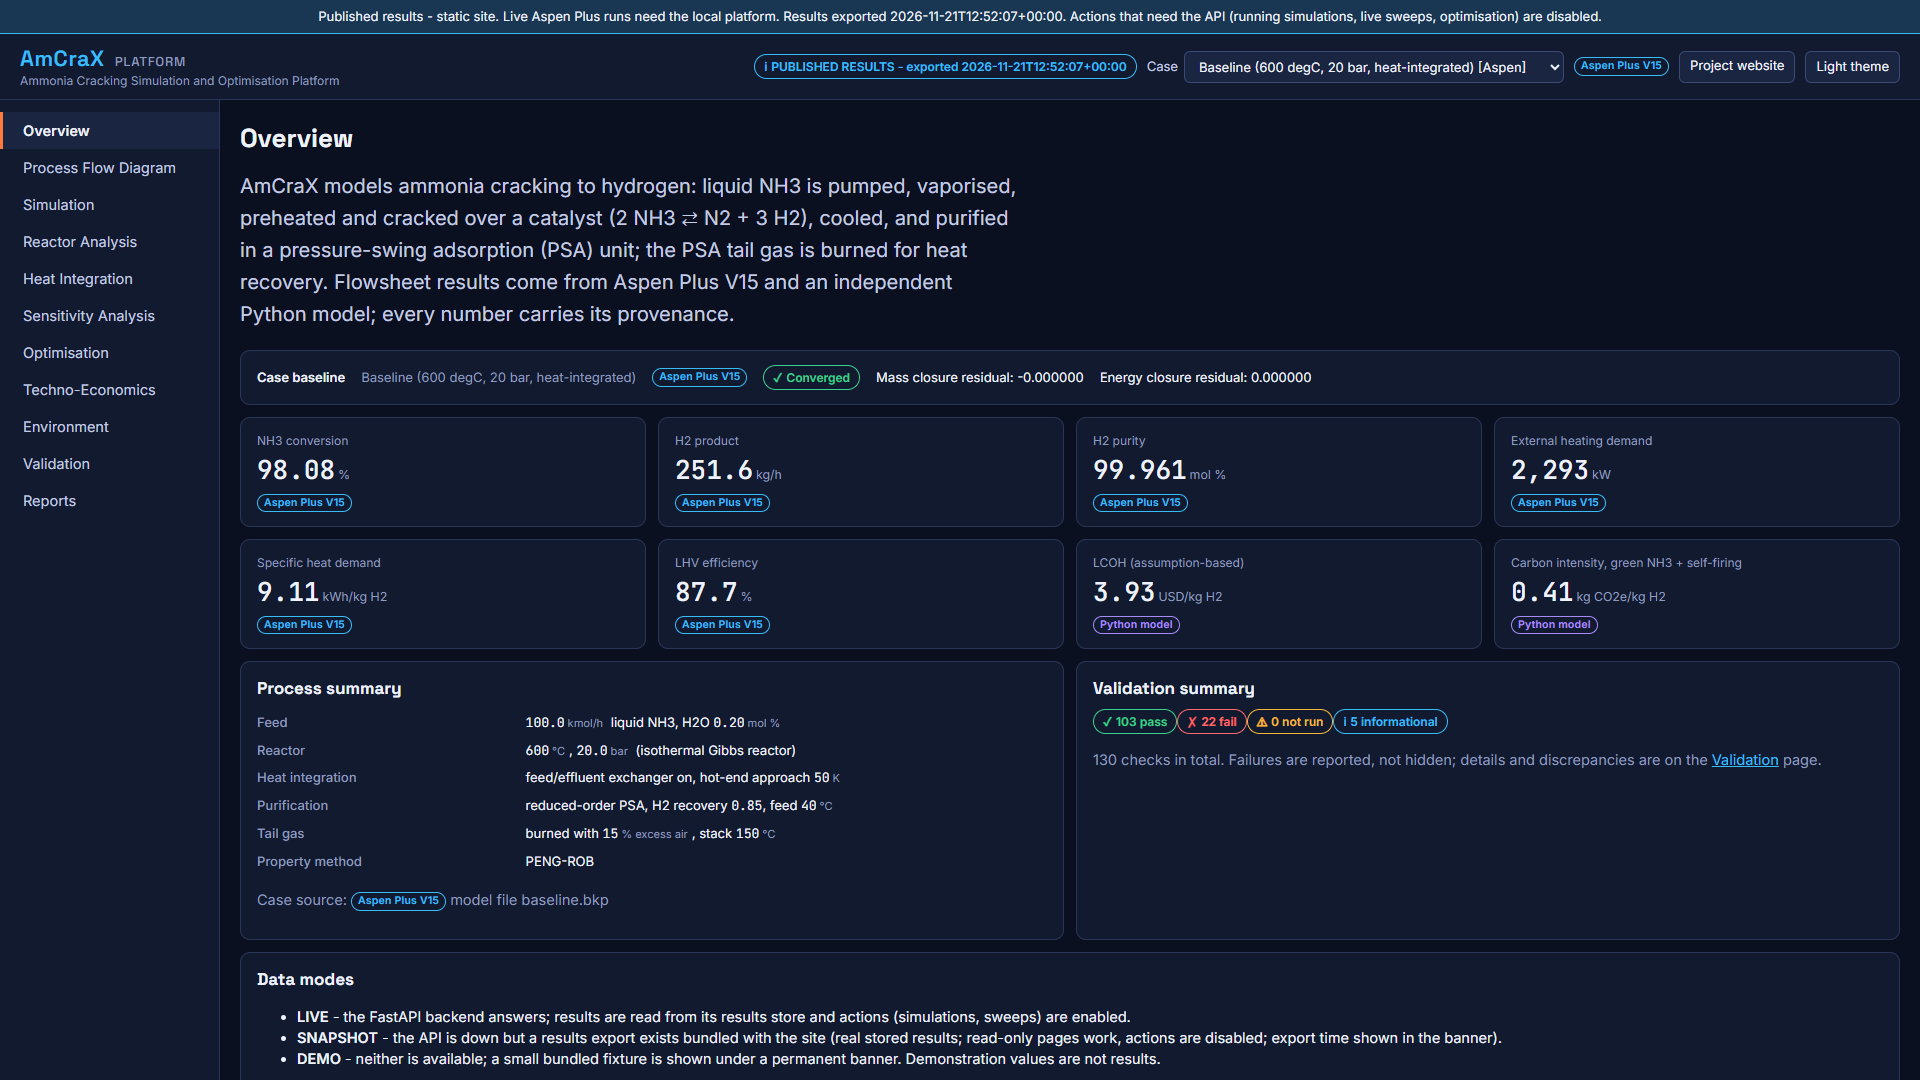 Published results - static site. Live Aspen Plus runs need the local platform. Results exported 2026-11-21T12:52:07+00:00. Actions that need the API (running simulations, live sweeps, optimisation) are disabled.
AmCraX PLATFORM
Ammonia Cracking Simulation and Optimisation Platform
i PUBLISHED RESULTS - exported 2026-11-21T12:52:07+00:00
Case
Baseline (600 degC, 20 bar, heat-integrated) [Aspen]
Aspen Plus V15
Project website
Light theme
Overview
Process Flow Diagram
Simulation
Reactor Analysis
Heat Integration
Sensitivity Analysis
Optimisation
Techno-Economics
Environment
Validation
Reports
Overview
AmCraX models ammonia cracking to hydrogen: liquid NH3 is pumped, vaporised,
preheated and cracked over a catalyst (2 NH3 ⇄ N2 + 3 H2), cooled, and purified
in a pressure-swing adsorption (PSA) unit; the PSA tail gas is burned for heat
recovery. Flowsheet results come from Aspen Plus V15 and an independent
Python model; every number carries its provenance.
Case baseline Baseline (600 degC, 20 bar, heat-integrated) Aspen Plus V15 ✓ Converged Mass closure residual: -0.000000 Energy closure residual: 0.000000
NH3 conversion
98.08 %
Aspen Plus V15
H2 product
251.6 kg/h
Aspen Plus V15
H2 purity
99.961 mol %
Aspen Plus V15
External heating demand
2,293 kW
Aspen Plus V15
Specific heat demand
9.11 kWh/kg H2
Aspen Plus V15
LHV efficiency
87.7 %
Aspen Plus V15
LCOH (assumption-based)
3.93 USD/kg H2
Python model
Carbon intensity, green NH3 + self-firing
0.41 kg CO2e/kg H2
Python model
Process summary
Feed 100.0 kmol/h liquid NH3, H2O 0.20 mol %
Reactor 600 °C , 20.0 bar (isothermal Gibbs reactor)
Heat integration feed/effluent exchanger on, hot-end approach 50 K
Purification reduced-order PSA, H2 recovery 0.85, feed 40 °C
Tail gas burned with 15 % excess air , stack 150 °C
Property method PENG-ROB
Case source: Aspen Plus V15 model file baseline.bkp
Validation summary
✓ 103 pass ✗ 22 fail ⚠ 0 not run i 5 informational
130 checks in total. Failures are reported, not hidden; details and discrepancies are on the Validation page.
Data modes
• LIVE - the FastAPI backend answers; results are read from its results store and actions (simulations, sweeps) are enabled.
• SNAPSHOT - the API is down but a results export exists bundled with the site (real stored results; read-only pages work, actions are disabled; export time shown in the banner).
• DEMO - neither is available; a small bundled fixture is shown under a permanent banner. Demonstration values are not results.